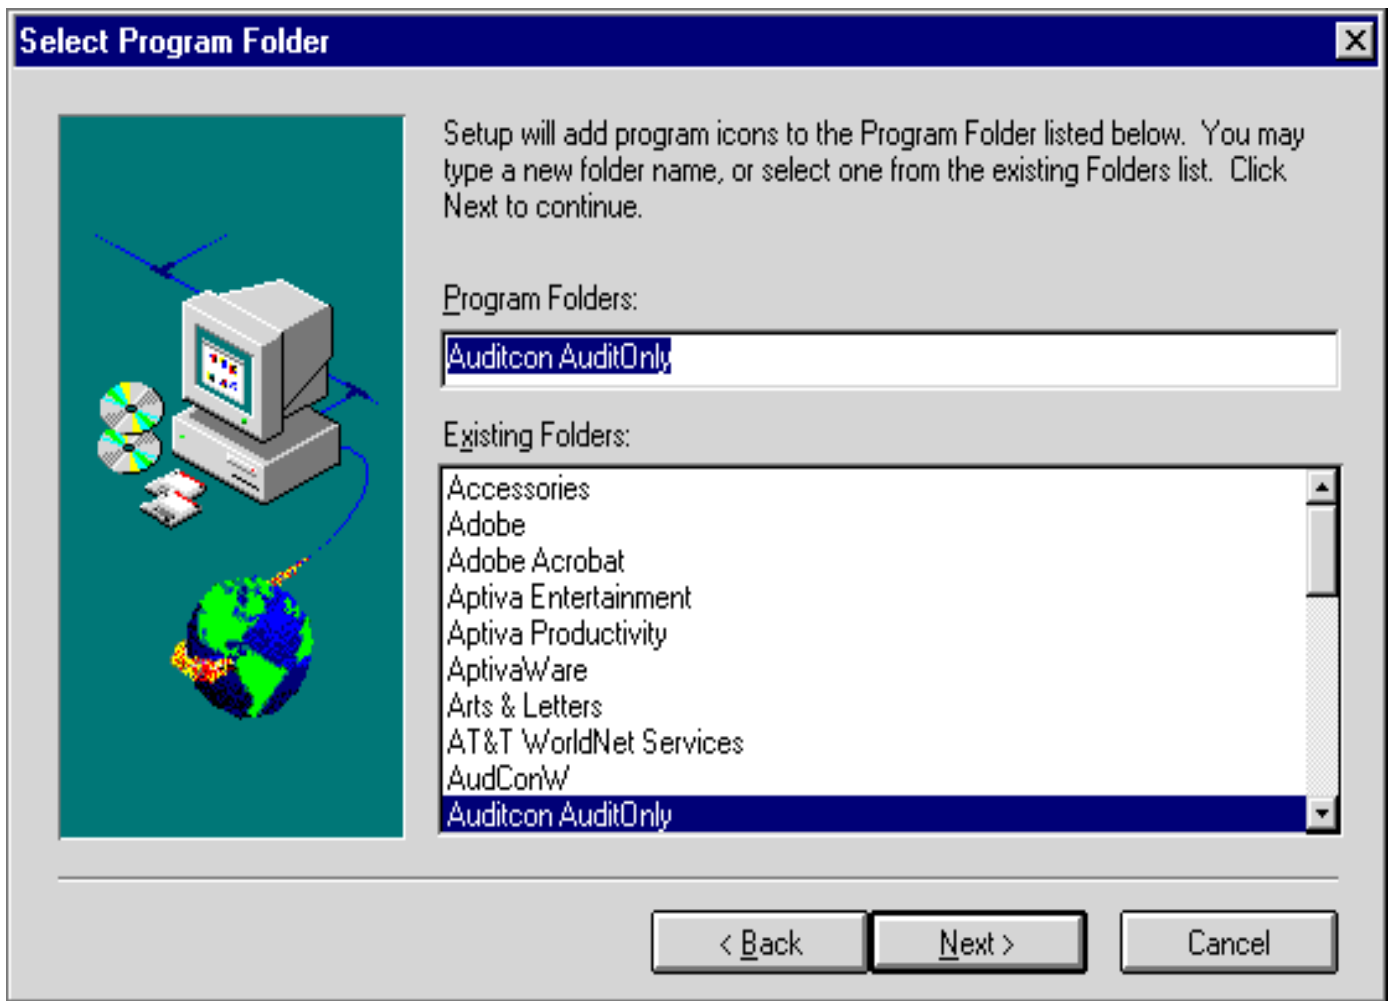 Select Program Folder
Setup will add program icons to the Program Folder listed below. You may
type a new folder name, or select one from the existing Folders list. Click
Next to continue.
Program Folders:
Auditcon AuditOnly
Existing Folders:
Accessories
Adobe
Adobe Acrobat
Aptiva Entertainment
Aptiva Productivity
AptivaWare
Arts & Letters
AT&T WorldNet Services
AudConW
Auditcon AuditOnly
< Back
Next >
Cancel